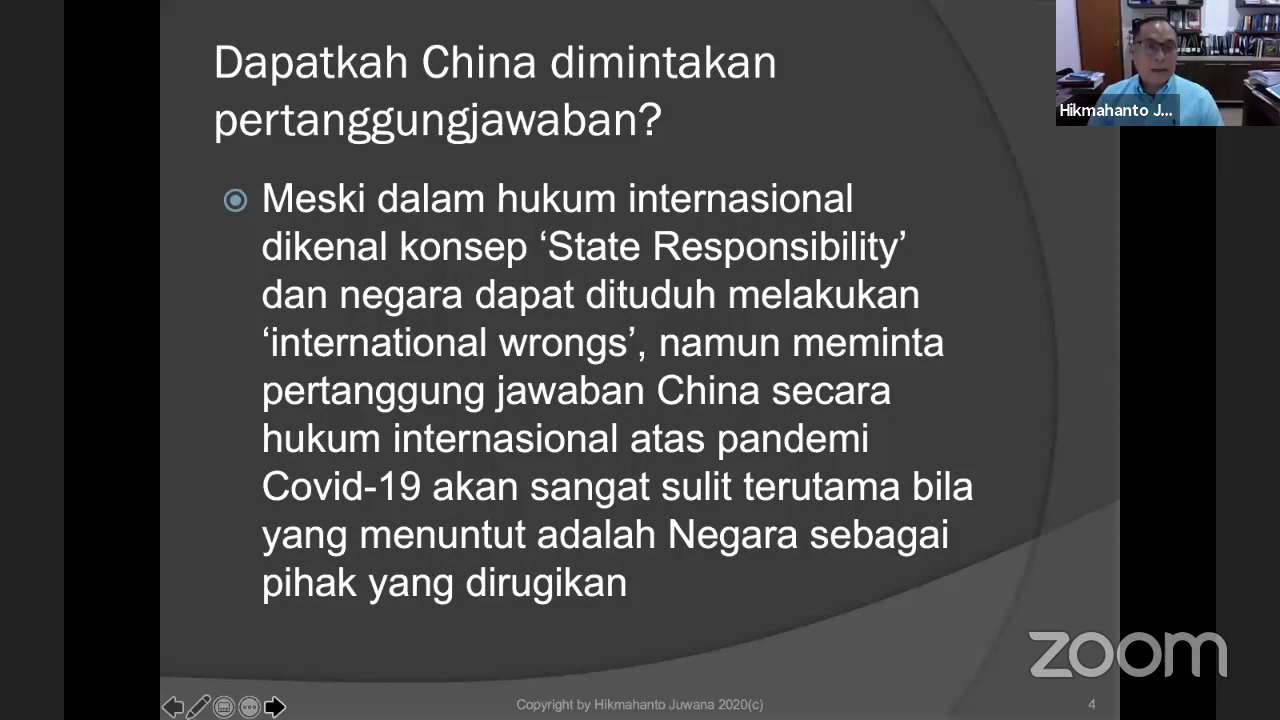 Dapatkah China dimintakan
pertanggungjawaban?
Hikmahanto J...
Meski dalam hukum internasional
dikenal konsep ‘State Responsibility’
dan negara dapat dituduh melakukan
‘international wrongs’, namun meminta
pertanggung jawaban China secara
hukum internasional atas pandemi
Covid-19 akan sangat sulit terutama bila
yang menuntut adalah Negara sebagai
pihak yang dirugikan
zoom
Copyright by Hikmahanto Juwana 2020(c)
4